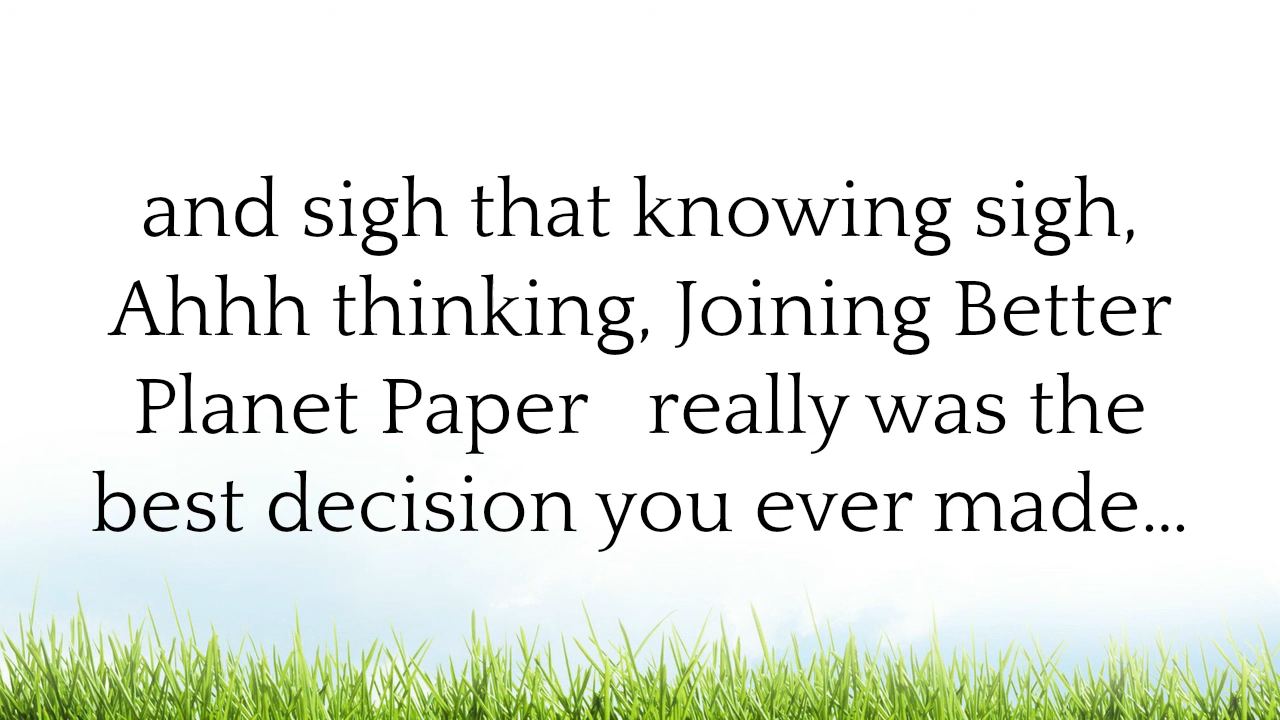 and sigh that knowing sigh,
Ahhh thinking, Joining Better
Planet Paper   really was the
best decision you ever made...